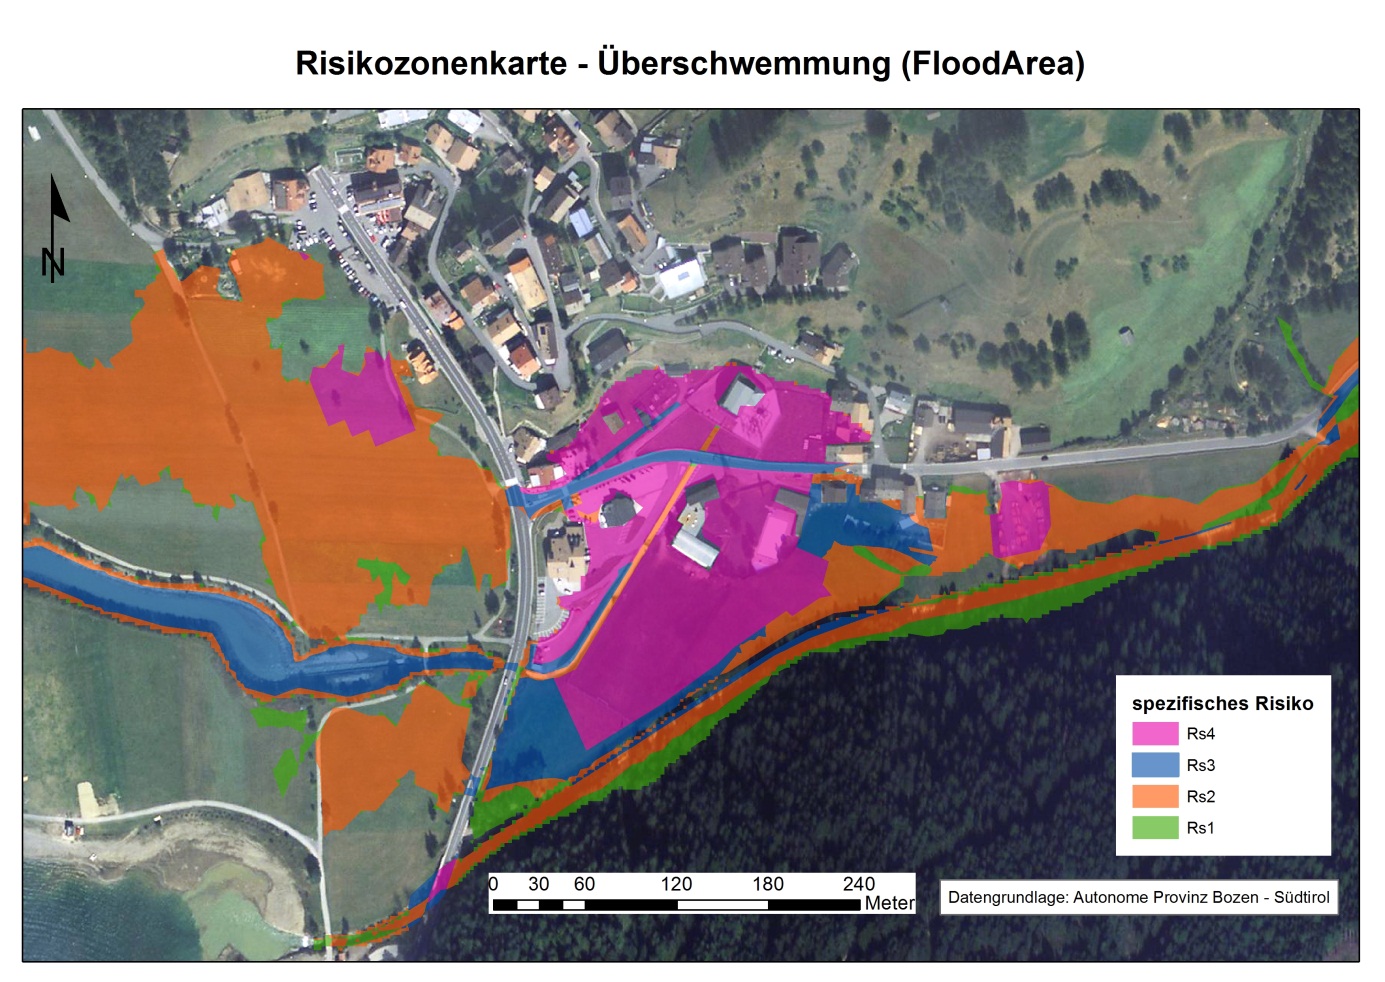 Risikozonenkarte - Überschwemmung (FloodArea)
N
spezifisches Risiko
Rs4
Rs3
Rs2
Rs1
0 30 60 120 180 240
Meter
Datengrundlage: Autonome Provinz Bozen - Südtirol